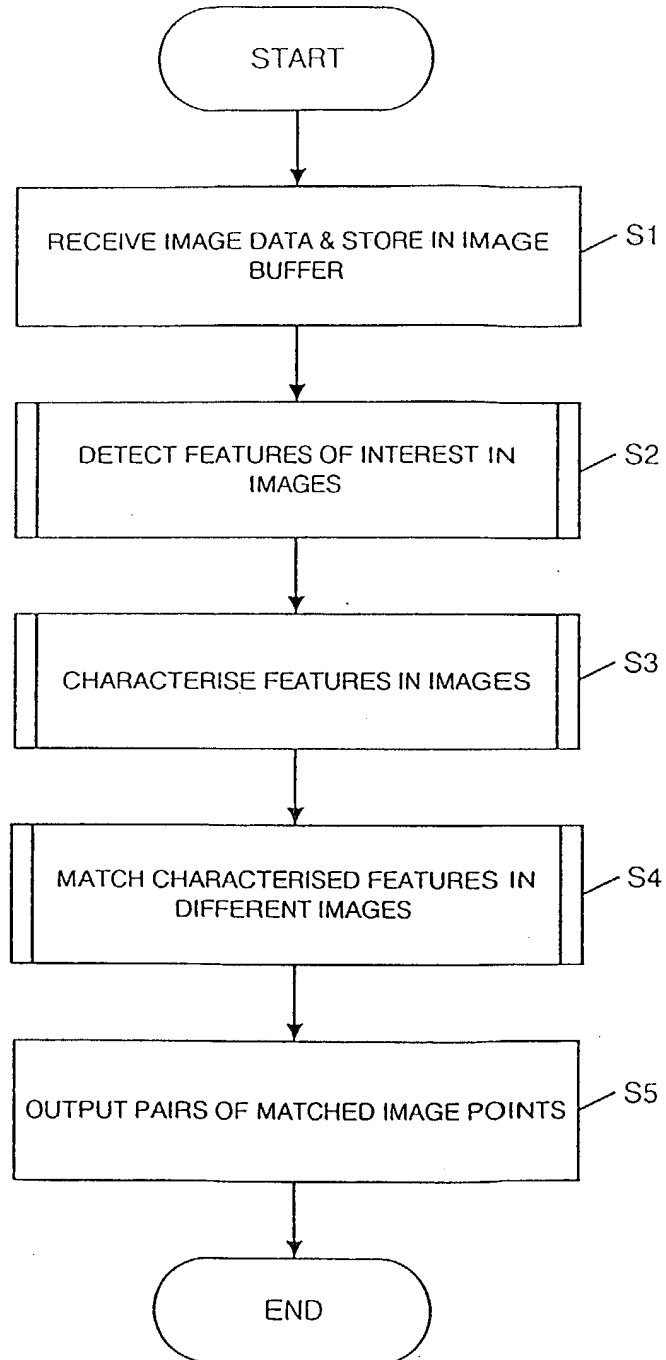 START
RECEIVE IMAGE DATA & STORE IN IMAGE
BUFFER
S1
DETECT FEATURES OF INTEREST IN
IMAGES
S2
CHARACTERISE FEATURES IN IMAGES
S3
MATCH CHARACTERISED FEATURES IN
DIFFERENT IMAGES
S4
OUTPUT PAIRS OF MATCHED IMAGE POINTS
S5
END